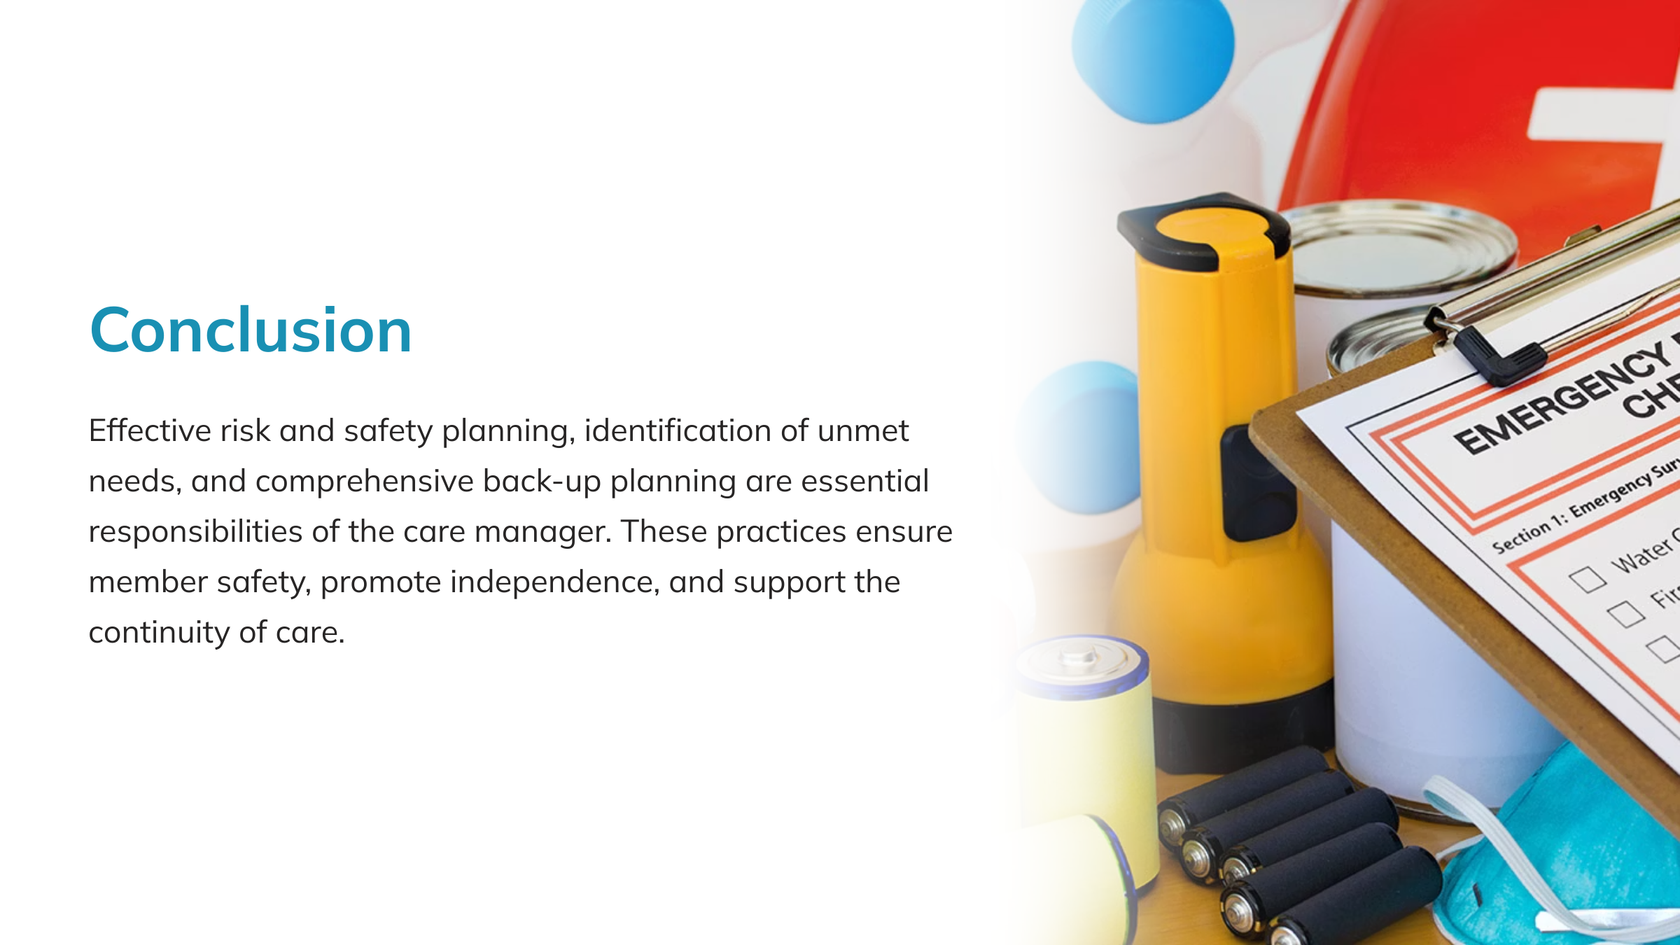 Conclusion
Effective risk and safety planning, identification of unmet
needs, and comprehensive back-up planning are essential
responsibilities of the care manager. These practices ensure
member safety, promote independence, and support the
continuity of care.
EMERGENCY
Section 1: Emergency
Water